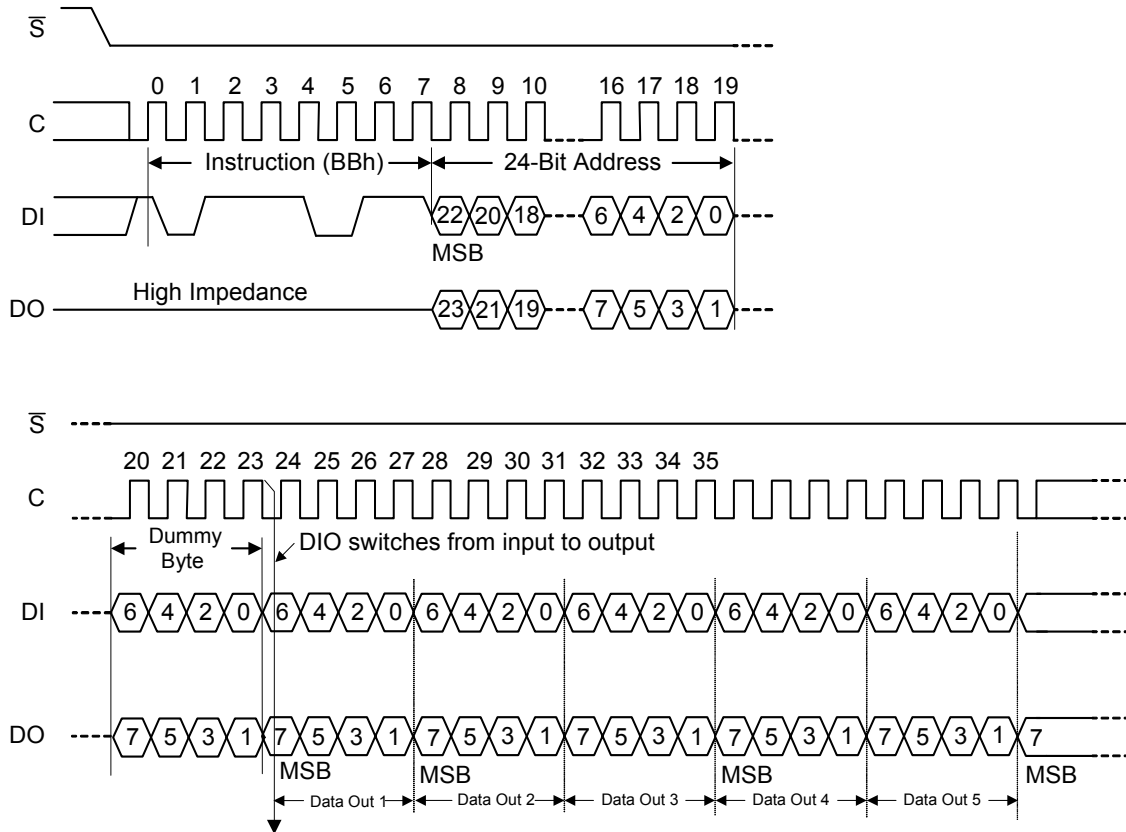 S
0 1 2 3 4 5 6 7 8 9 10 16 17 18 19
C
Instruction (BBh) 24-Bit Address
DI 22 20 18 6 4 2 0
MSB
High Impedance
DO 23 21 19 7 5 3 1
S
20 21 22 23 24 25 26 27 28 29 30 31 32 33 34 35
C
Dummy
Byte
DIO switches from input to output
DI 6 4 2 0 6 4 2 0 6 4 2 0 6 4 2 0 6 4 2 0 6 4 2 0
DO 7 5 3 1 7 5 3 1 7 5 3 1 7 5 3 1 7 5 3 1 7 5 3 1 7
MSB MSB MSB MSB
Data Out 1 Data Out 2 Data Out 3 Data Out 4 Data Out 5